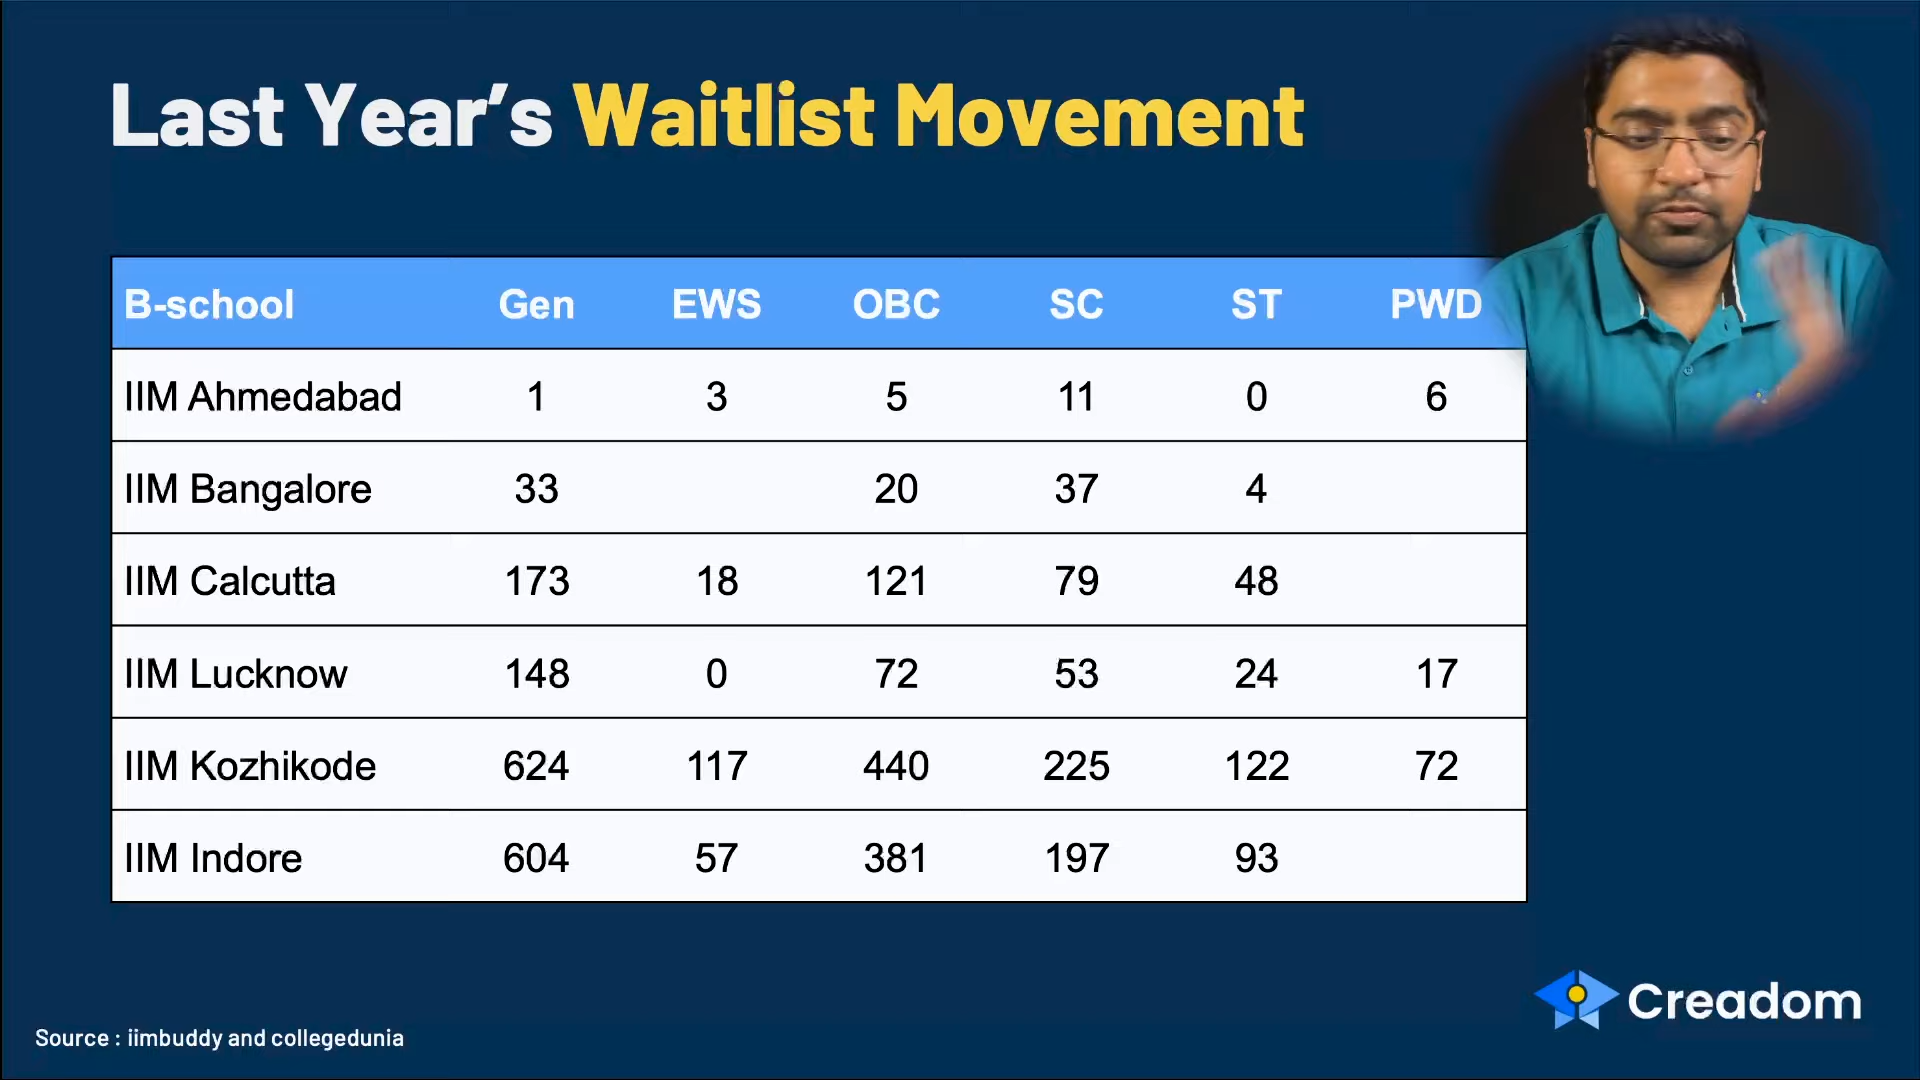 Last Year’s Waitlist Movement
B-school Gen EWS OBC SC ST PWD
IIM Ahmedabad 1 3 5 11 0 6
IIM Bangalore 33 20 37 4
IIM Calcutta 173 18 121 79 48
IIM Lucknow 148 0 72 53 24 17
IIM Kozhikode 624 117 440 225 122 72
IIM Indore 604 57 381 197 93
Creadom
Source : iimbuddy and collegedunia